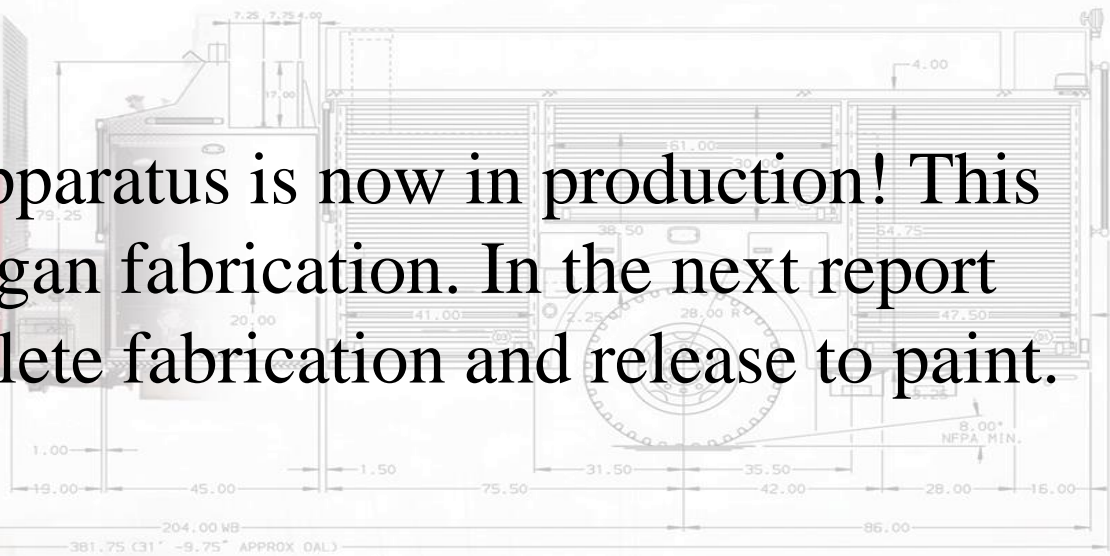 7.25 7.75 4.00
4.00
17.00
61.00
30.00
pparatus is now in production! This
79.25
38.50
64.75
gan fabrication. In the next report
20.00
41.00
2.25
28.00 R
47.50
lete fabrication and release to paint.
8.00°
NFPA MIN.
1.00
1.50
31.50
35.50
19.00
45.00
75.50
42.00
28.00
16.00
204.00 WB
86.00
381.75 (31' -9.75" APPROX OAL)